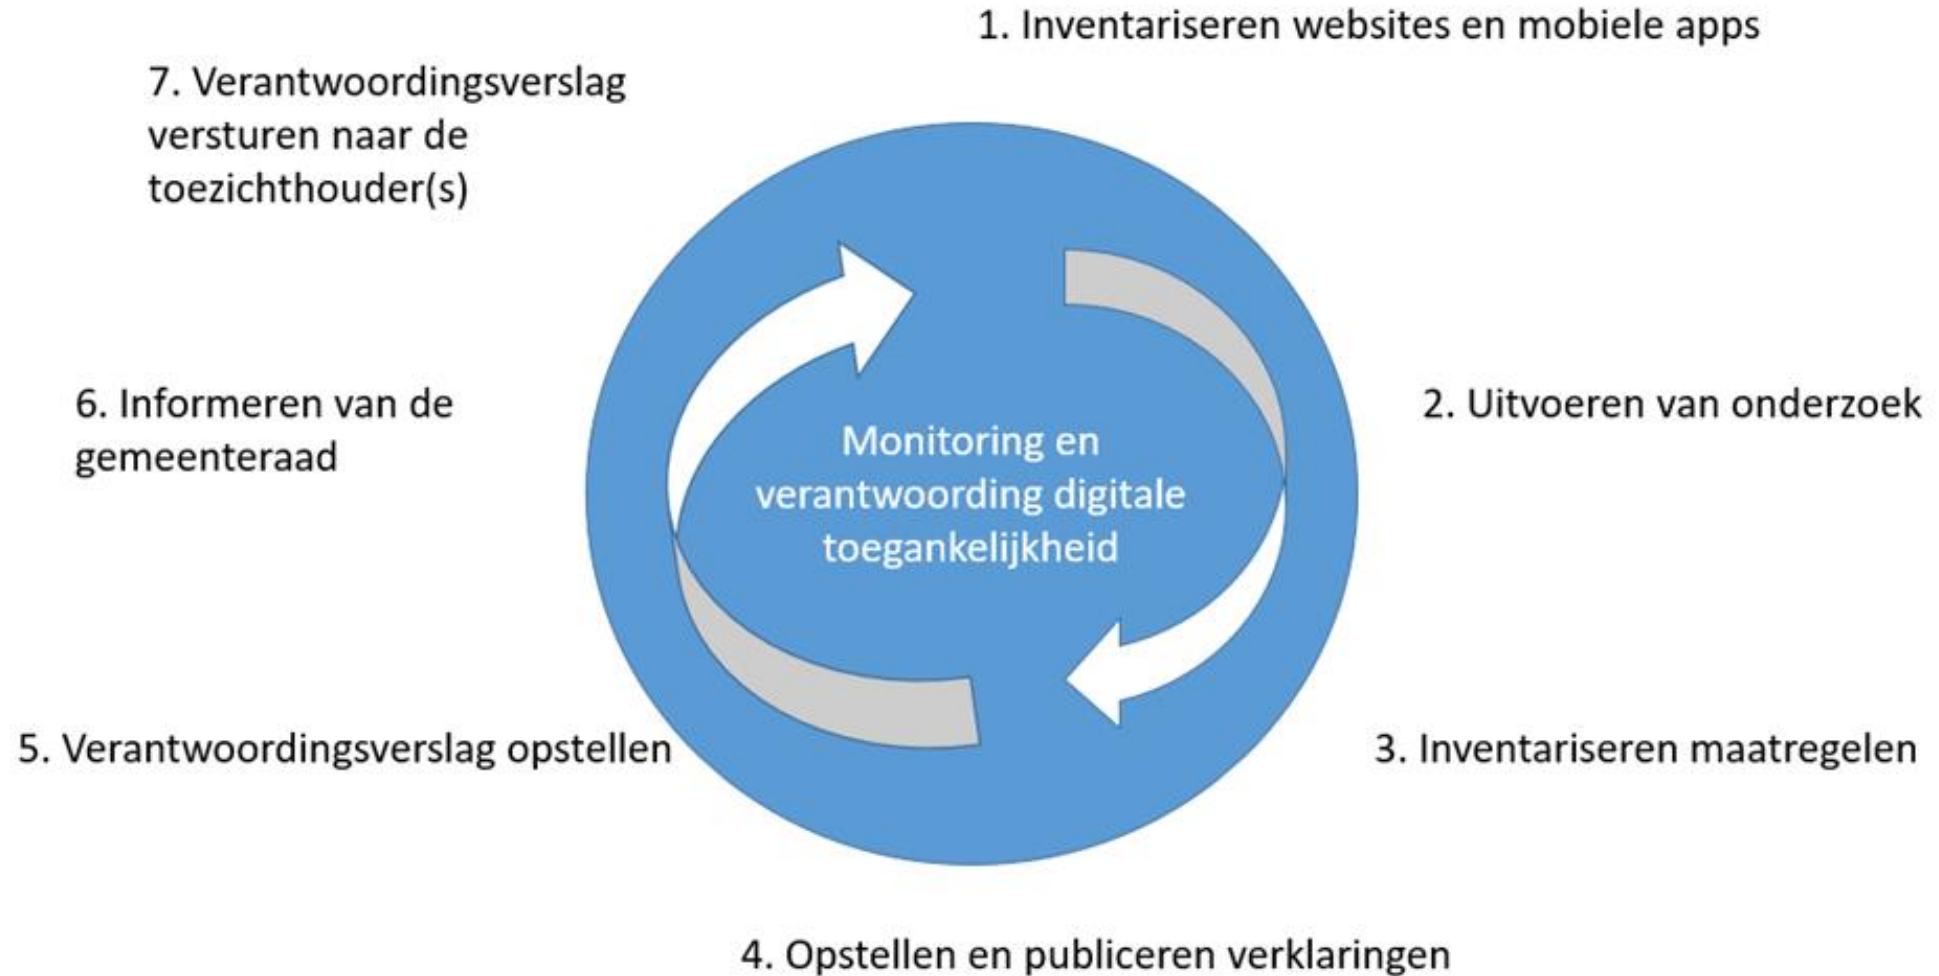 1. Inventariseren websites en mobiele apps
2. Uitvoeren van onderzoek
3. Inventariseren maatregelen
4. Opstellen en publiceren verklaringen
5. Verantwoordingsverslag opstellen
6. Informeren van de
gemeenteraad
7. Verantwoordingsverslag
versturen naar de
toezichthouder(s)
Monitoring en
verantwoording digitale
toegankelijkheid